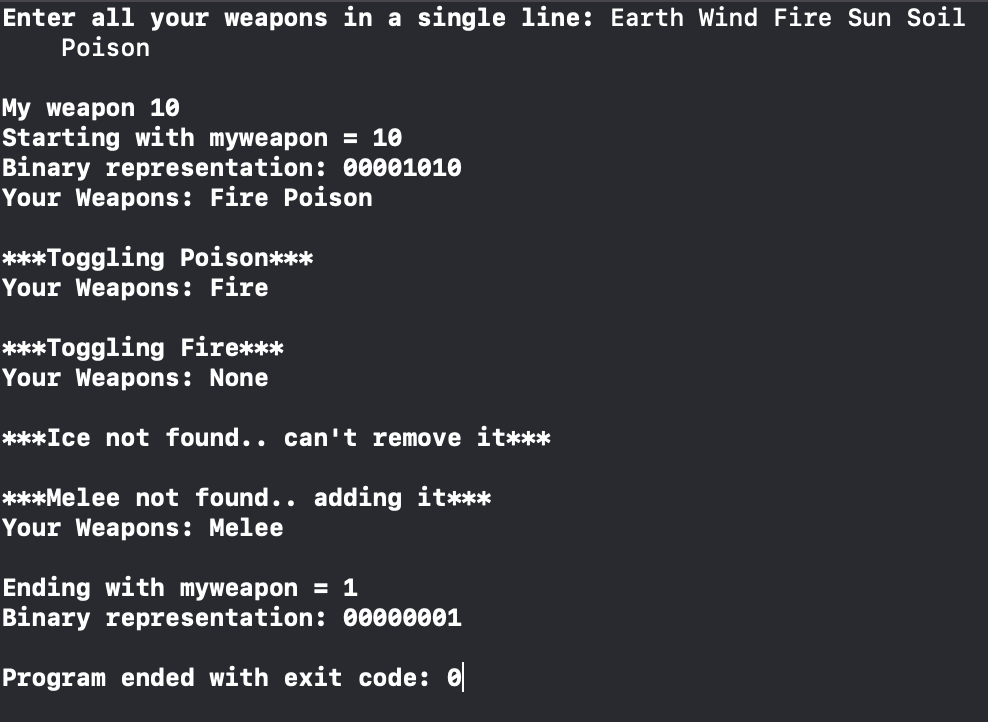 Enter all your weapons in a single line: Earth Wind Fire Sun Soil
Poison
My weapon 10
Starting with myweapon = 10
Binary representation: 00001010
Your Weapons: Fire Poison
***Toggling Poison***
Your Weapons: Fire
***Toggling Fire***
Your Weapons: None
***Ice not found.. can't remove it***
***Melee not found.. adding it***
Your Weapons: Melee
Ending with myweapon = 1
Binary representation: 00000001
Program ended with exit code: 0